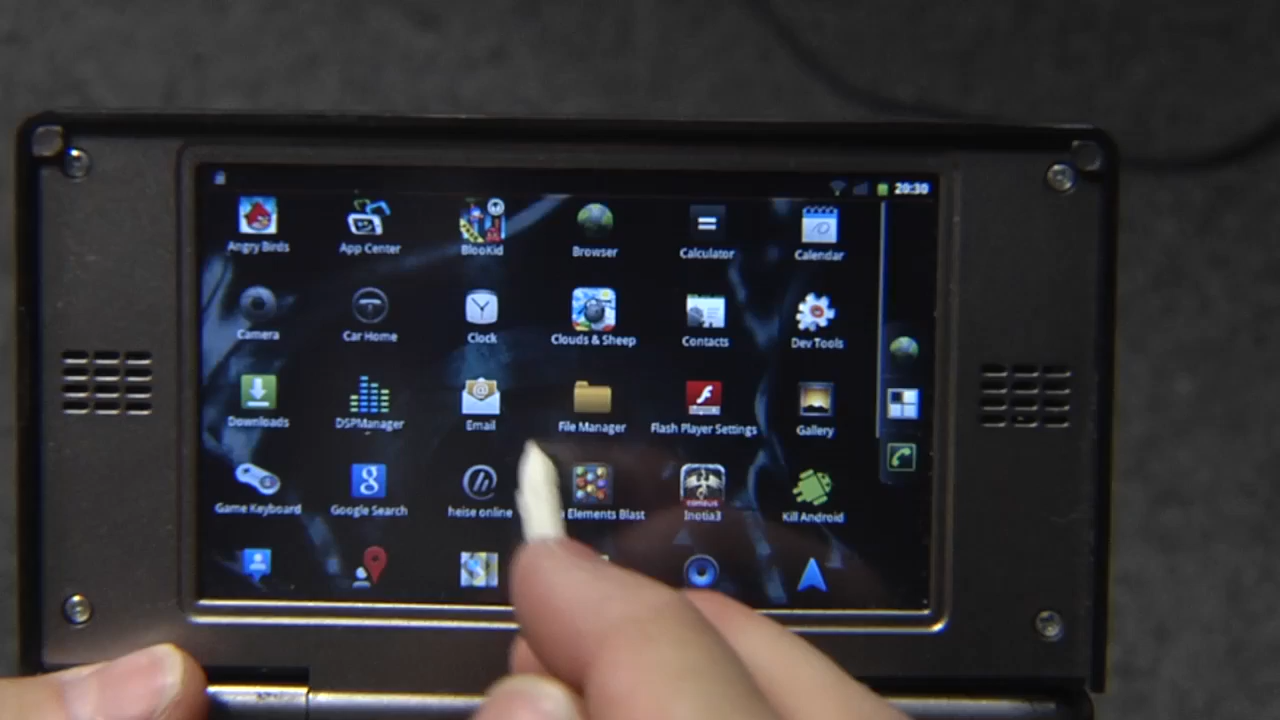 20:30
Angry Birds App Center BlooKid Browser Calculator Calendar
Camera Car Home Clock Clouds & Sheep Contacts Dev Tools
Downloads DSPManager Email File Manager Flash Player Settings Gallery
Game Keyboard Google Search heise online Elements Blast Inotia3 Kill Android